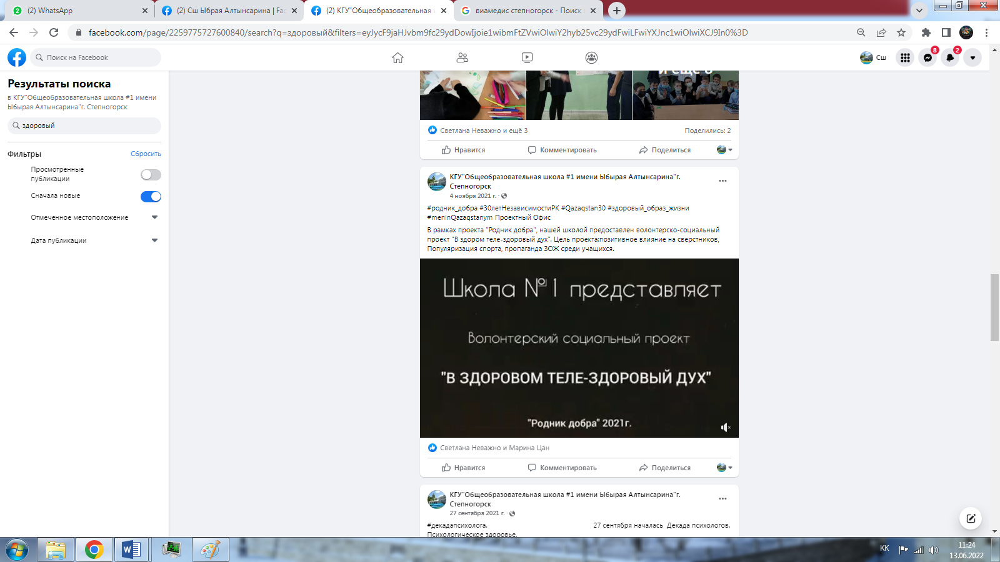 (2) WhatsApp
(2) Сш Ыбрая Алтынсарина | Fac
(2) КГУ"Общеобразовательная ш
виамедис степногорск - Поиск
facebook.com/page/2259775727600840/search?q=здоровый&filters=eyJycF9jaHJvbm9fc29ydDowIjoie1wibmFtZVwiOlwiY2hyb25vc29ydFwiLFwiYXJnc1wiOlwiXCJ9In0%3D
Поиск на Facebook
Сш
8
2
Результаты поиска
в КГУ"Общеобразовательная школа #1 имени
Ыбырая Алтынсарина"г. Степногорск
здоровый
Фильтры
Сбросить
Просмотренные
публикации
Сначала новые
Отмеченное местоположение
Дата публикации
Светлана Неважно и ещё 3
Поделились: 2
Нравится
Комментировать
Поделиться
КГУ"Общеобразовательная школа #1 имени Ыбырая Алтынсарина"г.
Степногорск
4 ноября 2021 г. ·
#родник_добра #30летНезависимостиРК #Qazaqstan30 #здоровый_образ_жизни
#meninQazaqstanym Проектный Офис
В рамках проекта "Родник добра", нашей школой предоставлен волонтерско-социальный
проект "В здором теле-здоровый дух". Цель проекта:позитивное влияние на сверстников,
Популяризация спорта, пропаганда ЗОЖ среди учащихся.
Школа №1 представляет
Волонтерский социальный проект
"В ЗДОРОВОМ ТЕЛЕ-ЗДОРОВЫЙ ДУХ"
"Родник добра" 2021г.
Светлана Неважно и Марина Цан
Нравится
Комментировать
Поделиться
КГУ"Общеобразовательная школа #1 имени Ыбырая Алтынсарина"г.
Степногорск
27 сентября 2021 г. ·
#декадапсихолога. 27 сентября началась Декада психологов.
Психологическое здоровье.
KK
11:24
13.06.2022